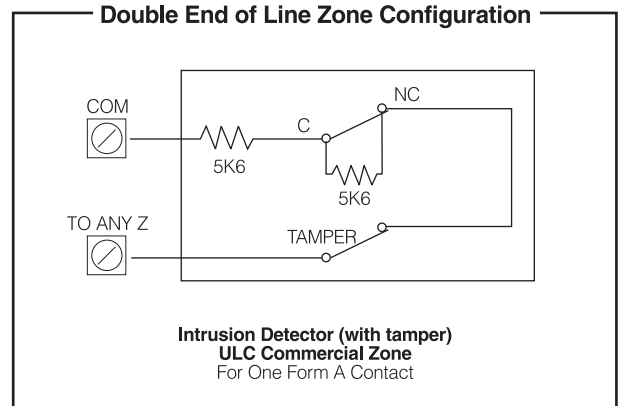 Double End of Line Zone Configuration
COM
C
NC
5K6
5K6
TO ANY Z
TAMPER
Intrusion Detector (with tamper)
ULC Commercial Zone
For One Form A Contact